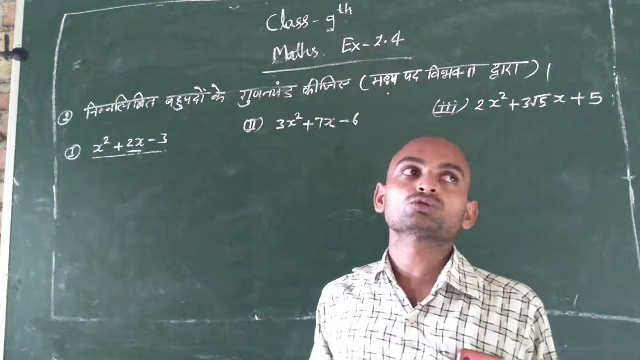 Class - 9th
Maths. Ex - 2.4
② निम्नलिखित बहुपदों के गुणनखंड कीजिए (मध्य पद विभक्त द्वारा) ।
Ⓘ x² + 2x - 3
Ⓘⓘ 3x² + 7x - 6
(iii) 2x² + 3√5 x + 5